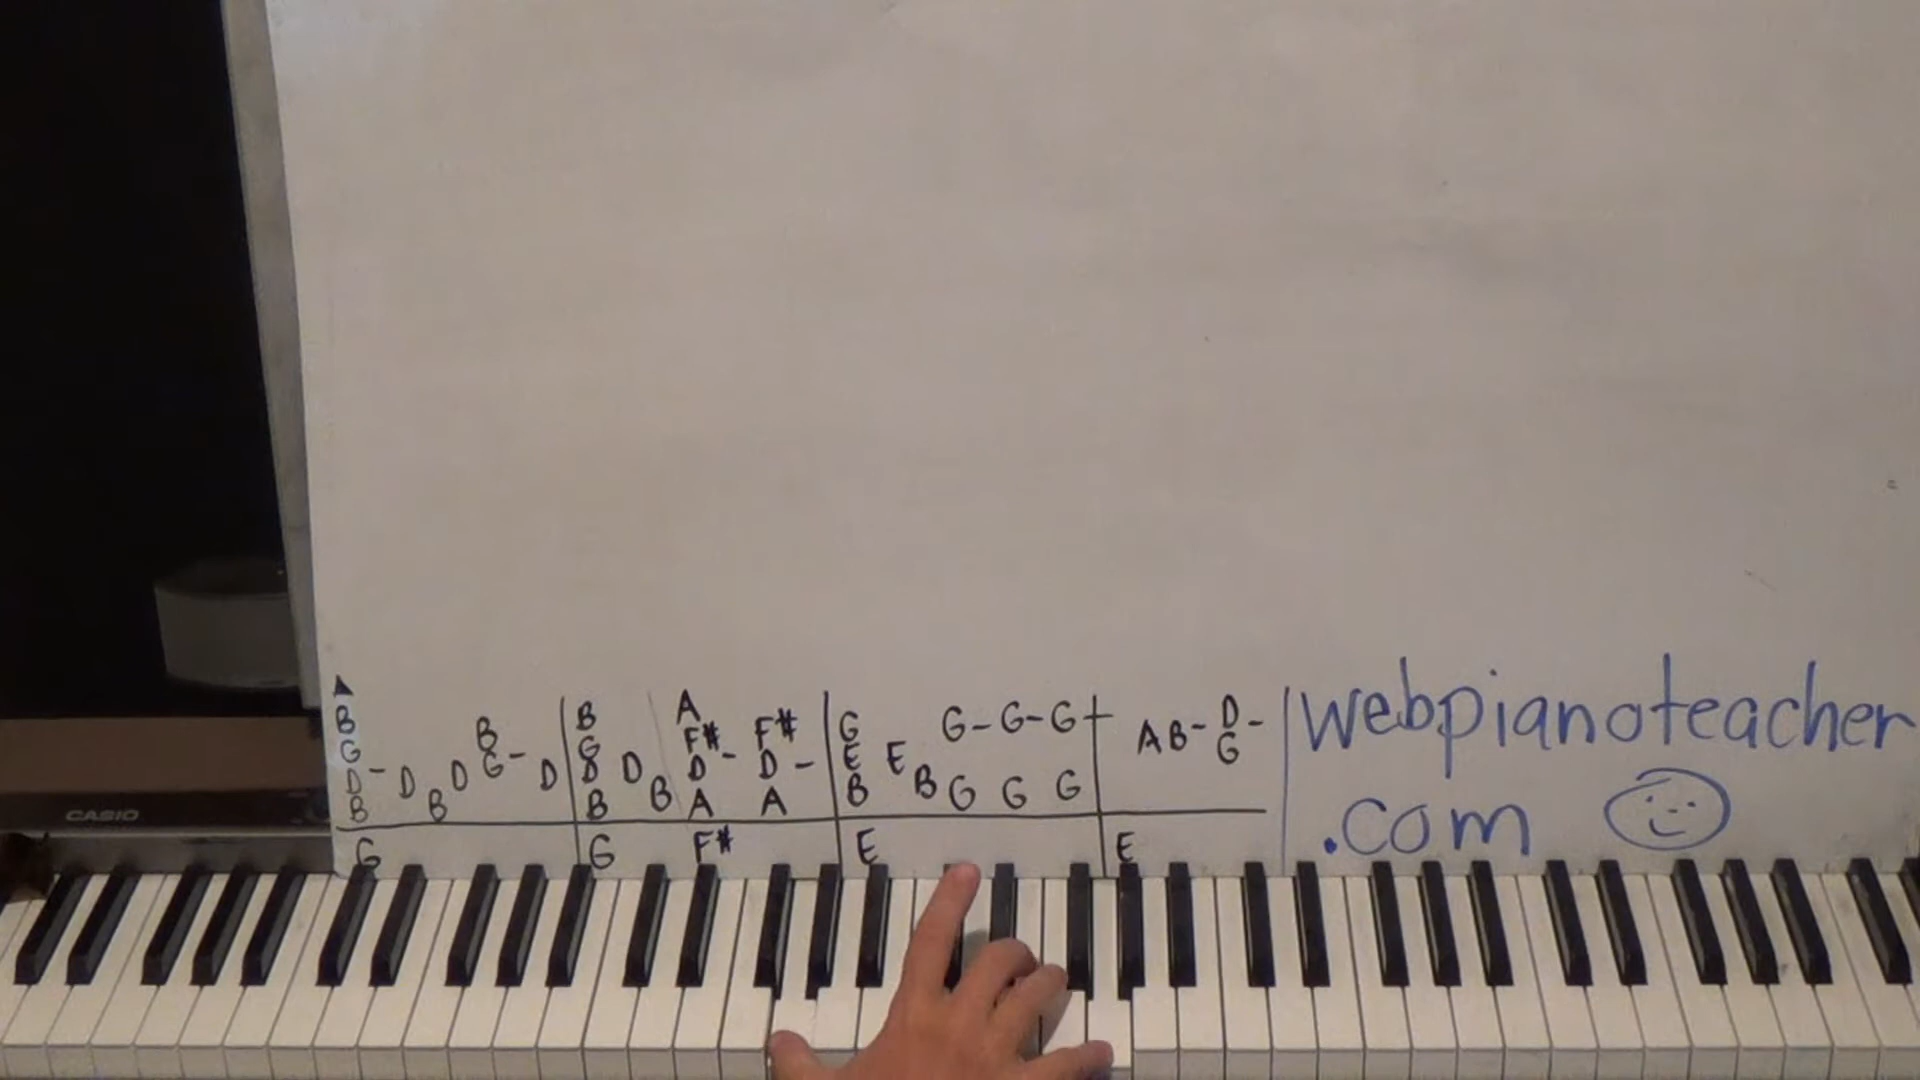 A
B B B A G-G-G+ D
G G- G F# F# G AB- G-
D- D D D D D D- D- E E
B B B B A A B B G G G
G G F# E E
webpianoteacher
.com
CASIO